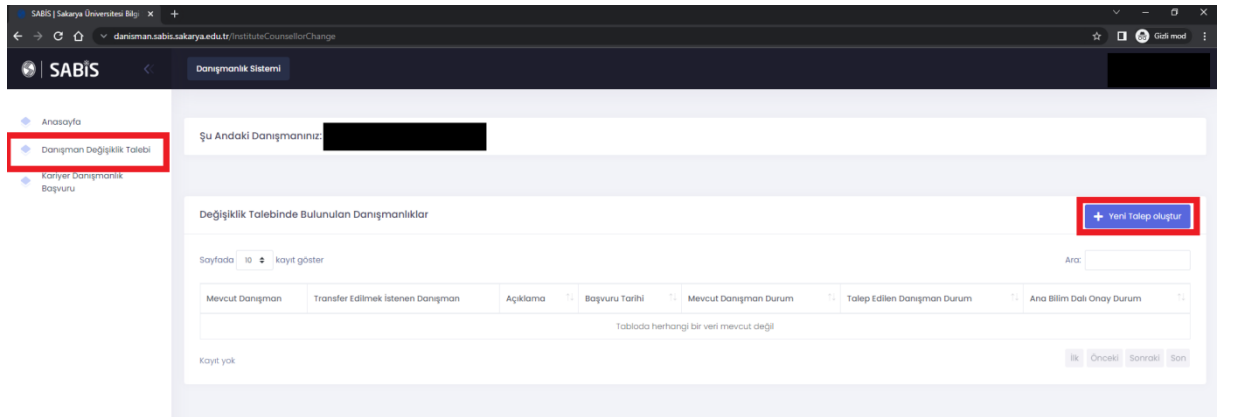 SABİS | Sakarya Üniversitesi Bilgi
danisman.sabis.sakarya.edu.tr/InstituteCounsellorChange
Gizli mod
SABİS
Danışmanlık Sistemi
Anasayfa
Danışman Değişiklik Talebi
Kariyer Danışmanlık
Başvuru
Şu Andaki Danışmanınız:
Değişiklik Talebinde Bulunulan Danışmanlıklar
+ Yeni Talep oluştur
Sayfada 10 kayıt göster
Ara:
Mevcut Danışman Transfer Edilmek İstenen Danışman Açıklama Başvuru Tarihi Mevcut Danışman Durum Talep Edilen Danışman Durum Ana Bilim Dalı Onay Durum
Tabloda herhangi bir veri mevcut değil
Kayıt yok
İlk Önceki Sonraki Son